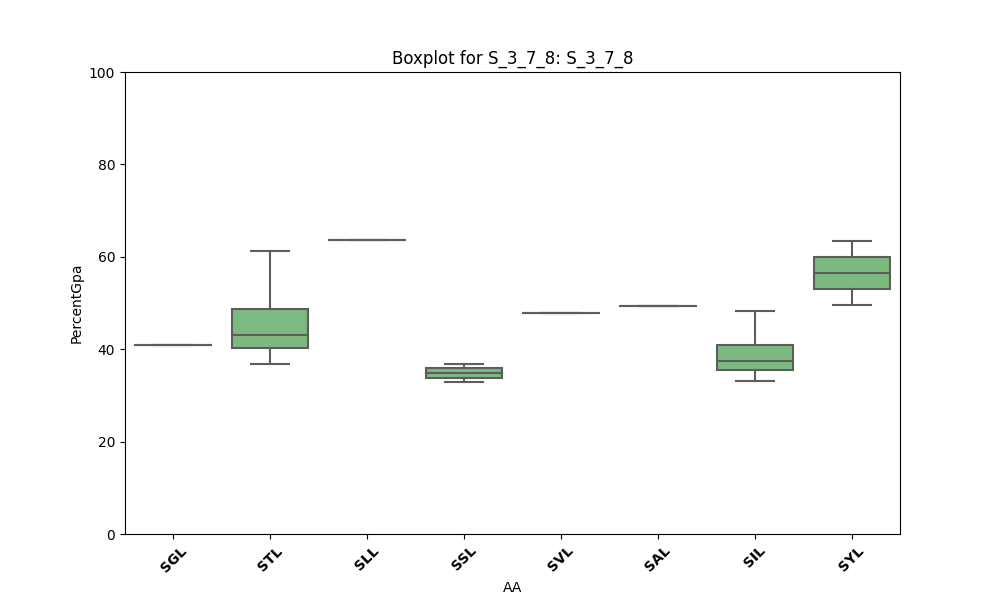 Boxplot for S_3_7_8: S_3_7_8
100
80
60
40
20
0
PercentGpa
SGL
STL
SLL
SSL
SVL
SAL
SIL
SYL
AA